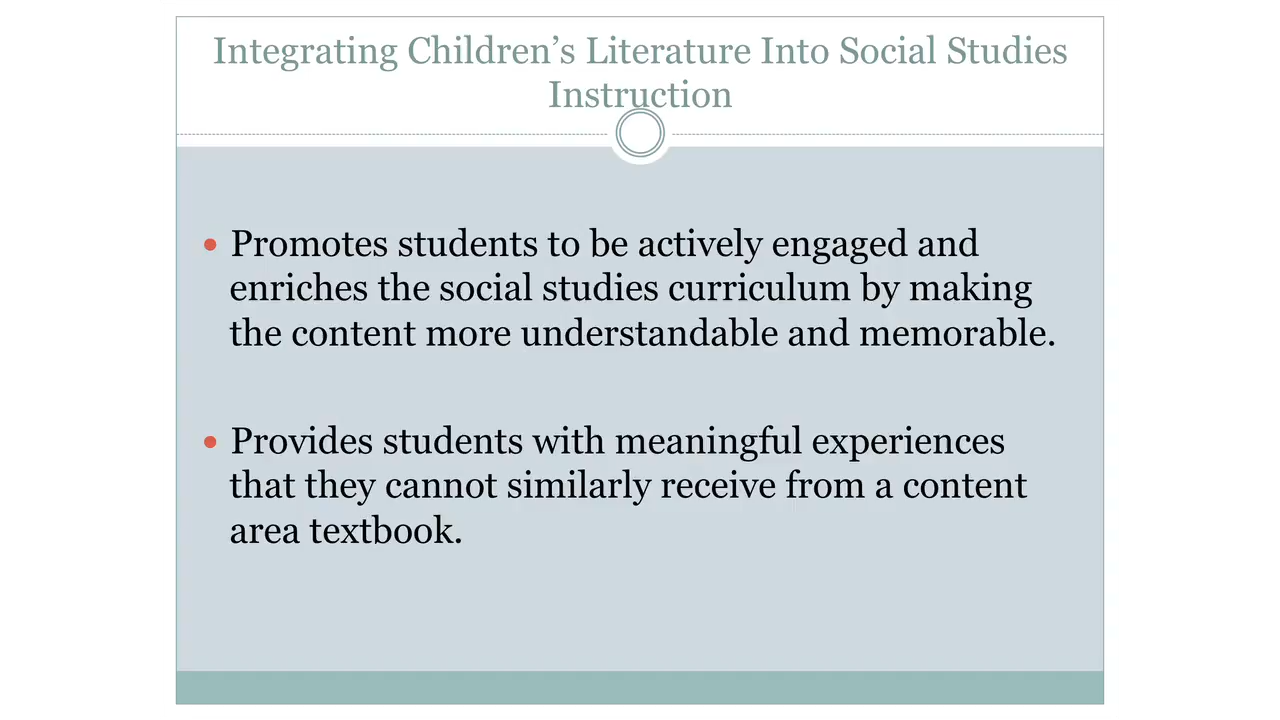 Integrating Children’s Literature Into Social Studies
Instruction
• Promotes students to be actively engaged and
enriches the social studies curriculum by making
the content more understandable and memorable.
• Provides students with meaningful experiences
that they cannot similarly receive from a content
area textbook.